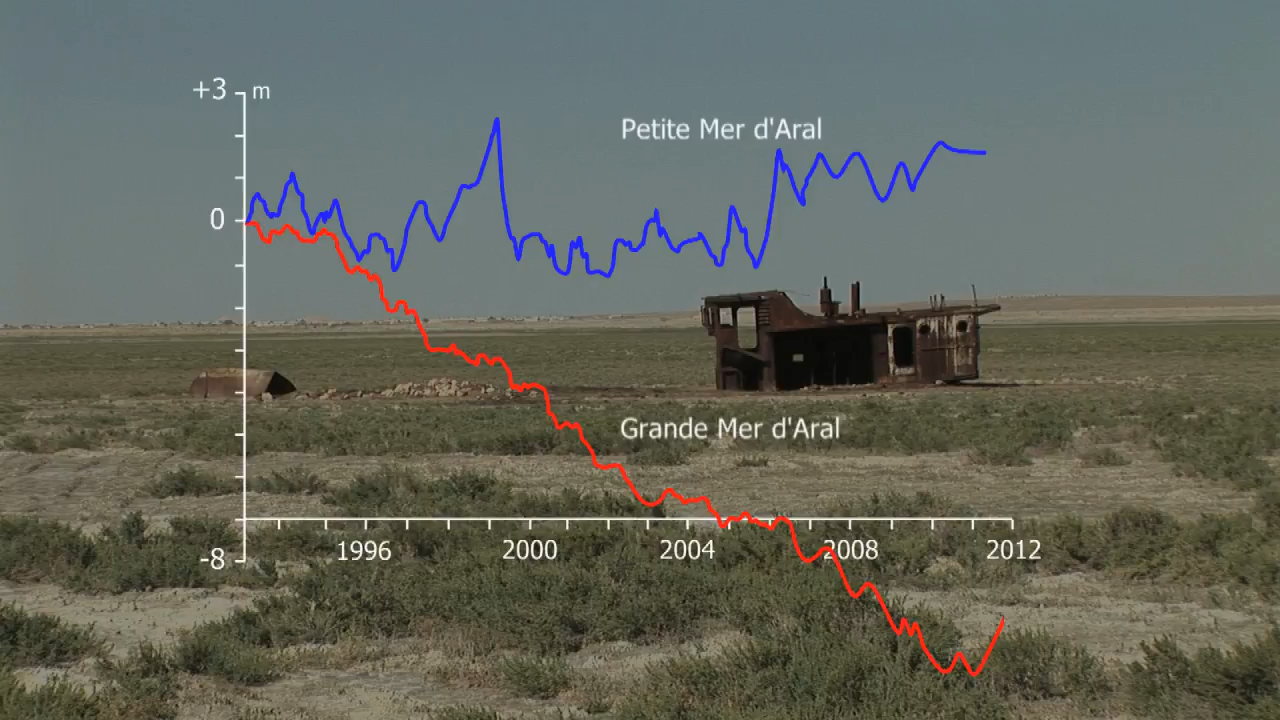 +3 m
Petite Mer d'Aral
0
Grande Mer d'Aral
-8
1996 2000 2004 2008 2012